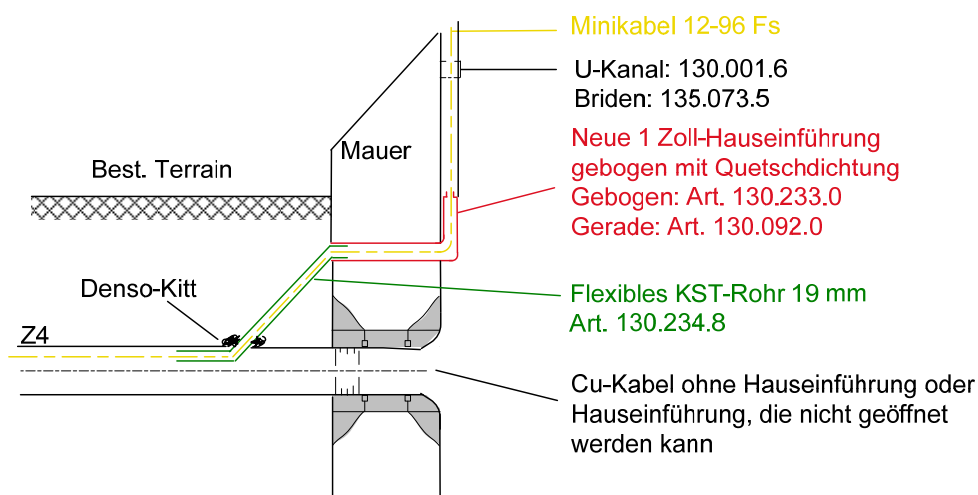 Minikabel 12-96 Fs
U-Kanal: 130.001.6
Briden: 135.073.5
Neue 1 Zoll-Hauseinführung
gebogen mit Quetschdichtung
Gebogen: Art. 130.233.0
Gerade: Art. 130.092.0
Mauer
Best. Terrain
Denso-Kitt
Flexibles KST-Rohr 19 mm
Art. 130.234.8
Z4
Cu-Kabel ohne Hauseinführung oder
Hauseinführung, die nicht geöffnet
werden kann